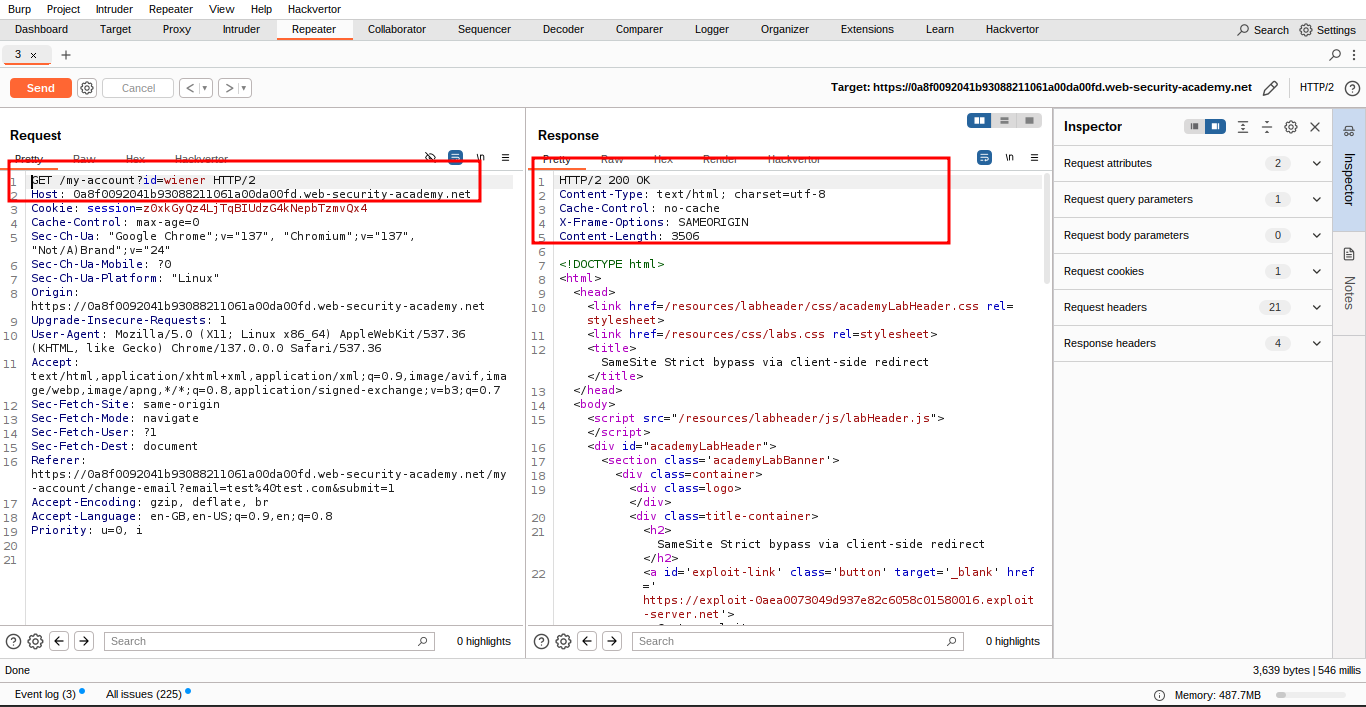 Burp Project Intruder Repeater View Help Hackvertor
Dashboard Target Proxy Intruder Repeater Collaborator Sequencer Decoder Comparer Logger Organizer Extensions Learn Hackvertor Search Settings
3 × +
Send Cancel < > Target: https://0a8f0092041b93088211061a00da00fd.web-security-academy.net HTTP/2
Request
Pretty Raw Hex Hackvertor \n
1 GET /my-account?id=wiener HTTP/2
2 Host: 0a8f0092041b93088211061a00da00fd.web-security-academy.net
3 Cookie: session=zOxkGyQz4LjTqBIUdzG4kNepbTzmvQx4
4 Cache-Control: max-age=0
5 Sec-Ch-Ua: "Google Chrome";v="137", "Chromium";v="137",
"Not/A)Brand";v="24"
6 Sec-Ch-Ua-Mobile: ?0
7 Sec-Ch-Ua-Platform: "Linux"
8 Origin:
https://0a8f0092041b93088211061a00da00fd.web-security-academy.net
9 Upgrade-Insecure-Requests: 1
10 User-Agent: Mozilla/5.0 (X11; Linux x86_64) AppleWebKit/537.36
(KHTML, like Gecko) Chrome/137.0.0.0 Safari/537.36
11 Accept:
text/html,application/xhtml+xml,application/xml;q=0.9,image/avif,ima
ge/webp,image/apng,*/*;q=0.8,application/signed-exchange;v=b3;q=0.7
12 Sec-Fetch-Site: same-origin
13 Sec-Fetch-Mode: navigate
14 Sec-Fetch-User: ?1
15 Sec-Fetch-Dest: document
16 Referer:
https://0a8f0092041b93088211061a00da00fd.web-security-academy.net/my
-account/change-email?email=test%40test.com&submit=1
17 Accept-Encoding: gzip, deflate, br
18 Accept-Language: en-GB,en-US;q=0.9,en;q=0.8
19 Priority: u=0, i
20
21
Search 0 highlights
Response
Pretty Raw Hex Render Hackvertor \n
1 HTTP/2 200 OK
2 Content-Type: text/html; charset=utf-8
3 Cache-Control: no-cache
4 X-Frame-Options: SAMEORIGIN
5 Content-Length: 3506
6
7 <!DOCTYPE html>
8 <html>
9 <head>
10 <link href=/resources/labheader/css/academyLabHeader.css rel=
stylesheet>
11 <link href=/resources/css/labs.css rel=stylesheet>
12 <title>
SameSite Strict bypass via client-side redirect
</title>
13 </head>
14 <body>
15 <script src="/resources/labheader/js/labHeader.js">
</script>
16 <div id="academyLabHeader">
17 <section class='academyLabBanner'>
18 <div class=container>
19 <div class=logo>
</div>
20 <div class=title-container>
21 <h2>
SameSite Strict bypass via client-side redirect
</h2>
22 <a id='exploit-link' class='button' target='_blank' href
='
https://exploit-0aea0073049d937e82c6058c01580016.exploit
-server.net'>
Search 0 highlights
Inspector
Request attributes 2
Request query parameters 1
Request body parameters 0
Request cookies 1
Request headers 21
Response headers 4
Inspector
Notes
Done 3,639 bytes | 546 millis
Event log (3) All issues (225) Memory: 487.7MB